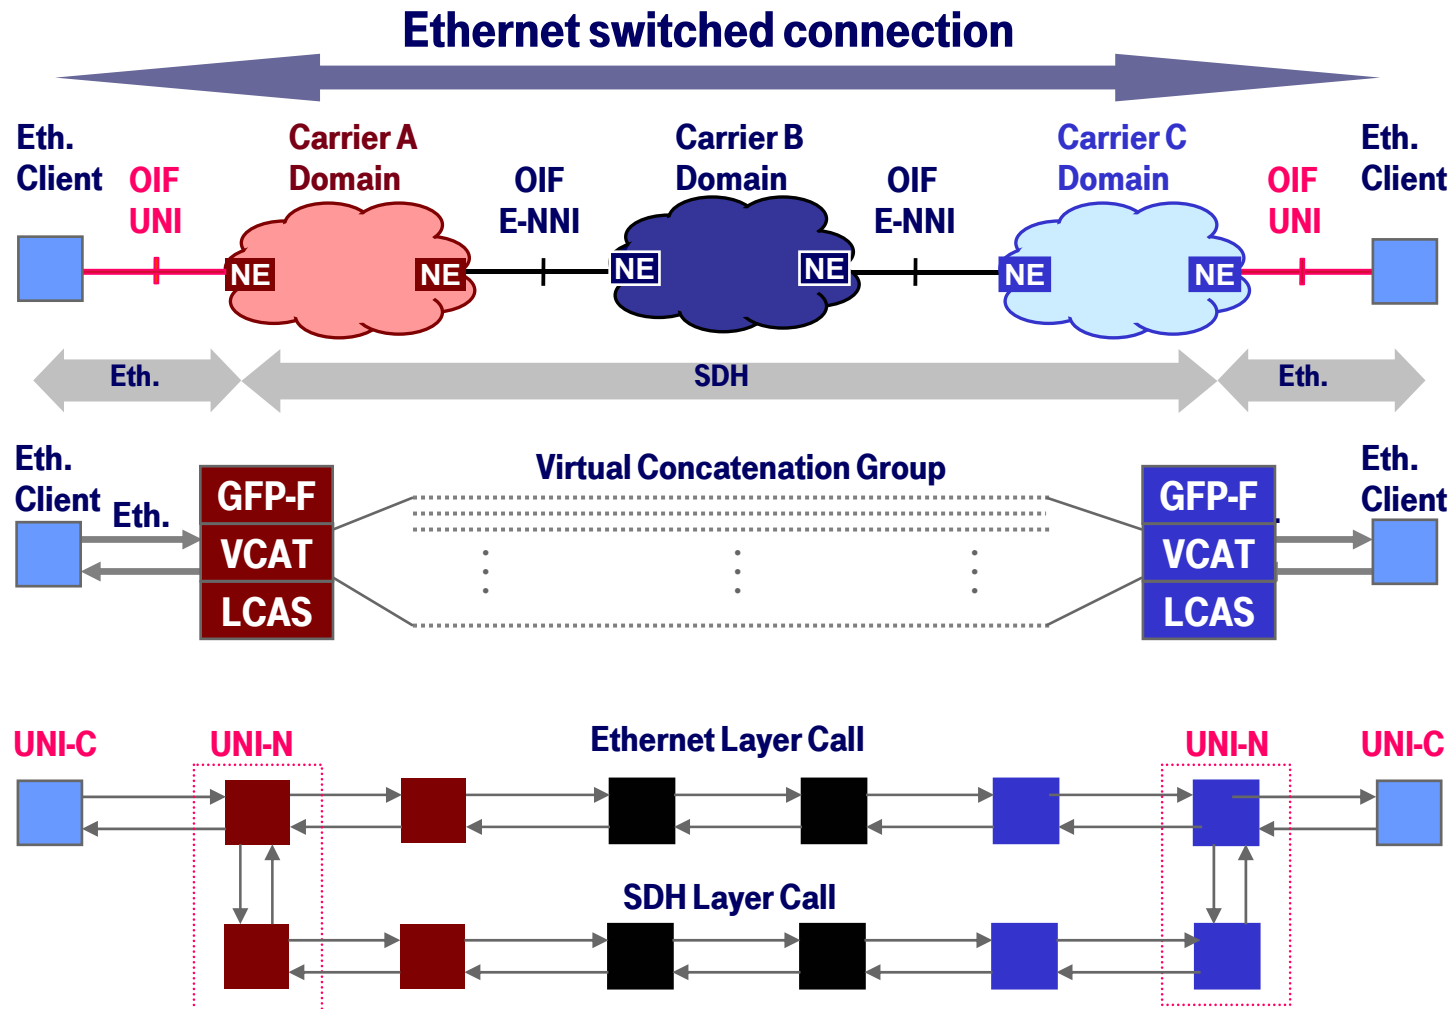 Ethernet switched connection
Eth.
Client
OIF
UNI
Carrier A
Domain
OIF
E-NNI
Carrier B
Domain
OIF
E-NNI
Carrier C
Domain
OIF
UNI
Eth.
Client
NE
NE
NE
NE
NE
NE
Eth.
SDH
Eth.
Eth.
Client
Eth.
GFP-F
VCAT
LCAS
Virtual Concatenation Group
GFP-F
VCAT
LCAS
Eth.
Client
UNI-C
UNI-N
Ethernet Layer Call
UNI-N
UNI-C
SDH Layer Call